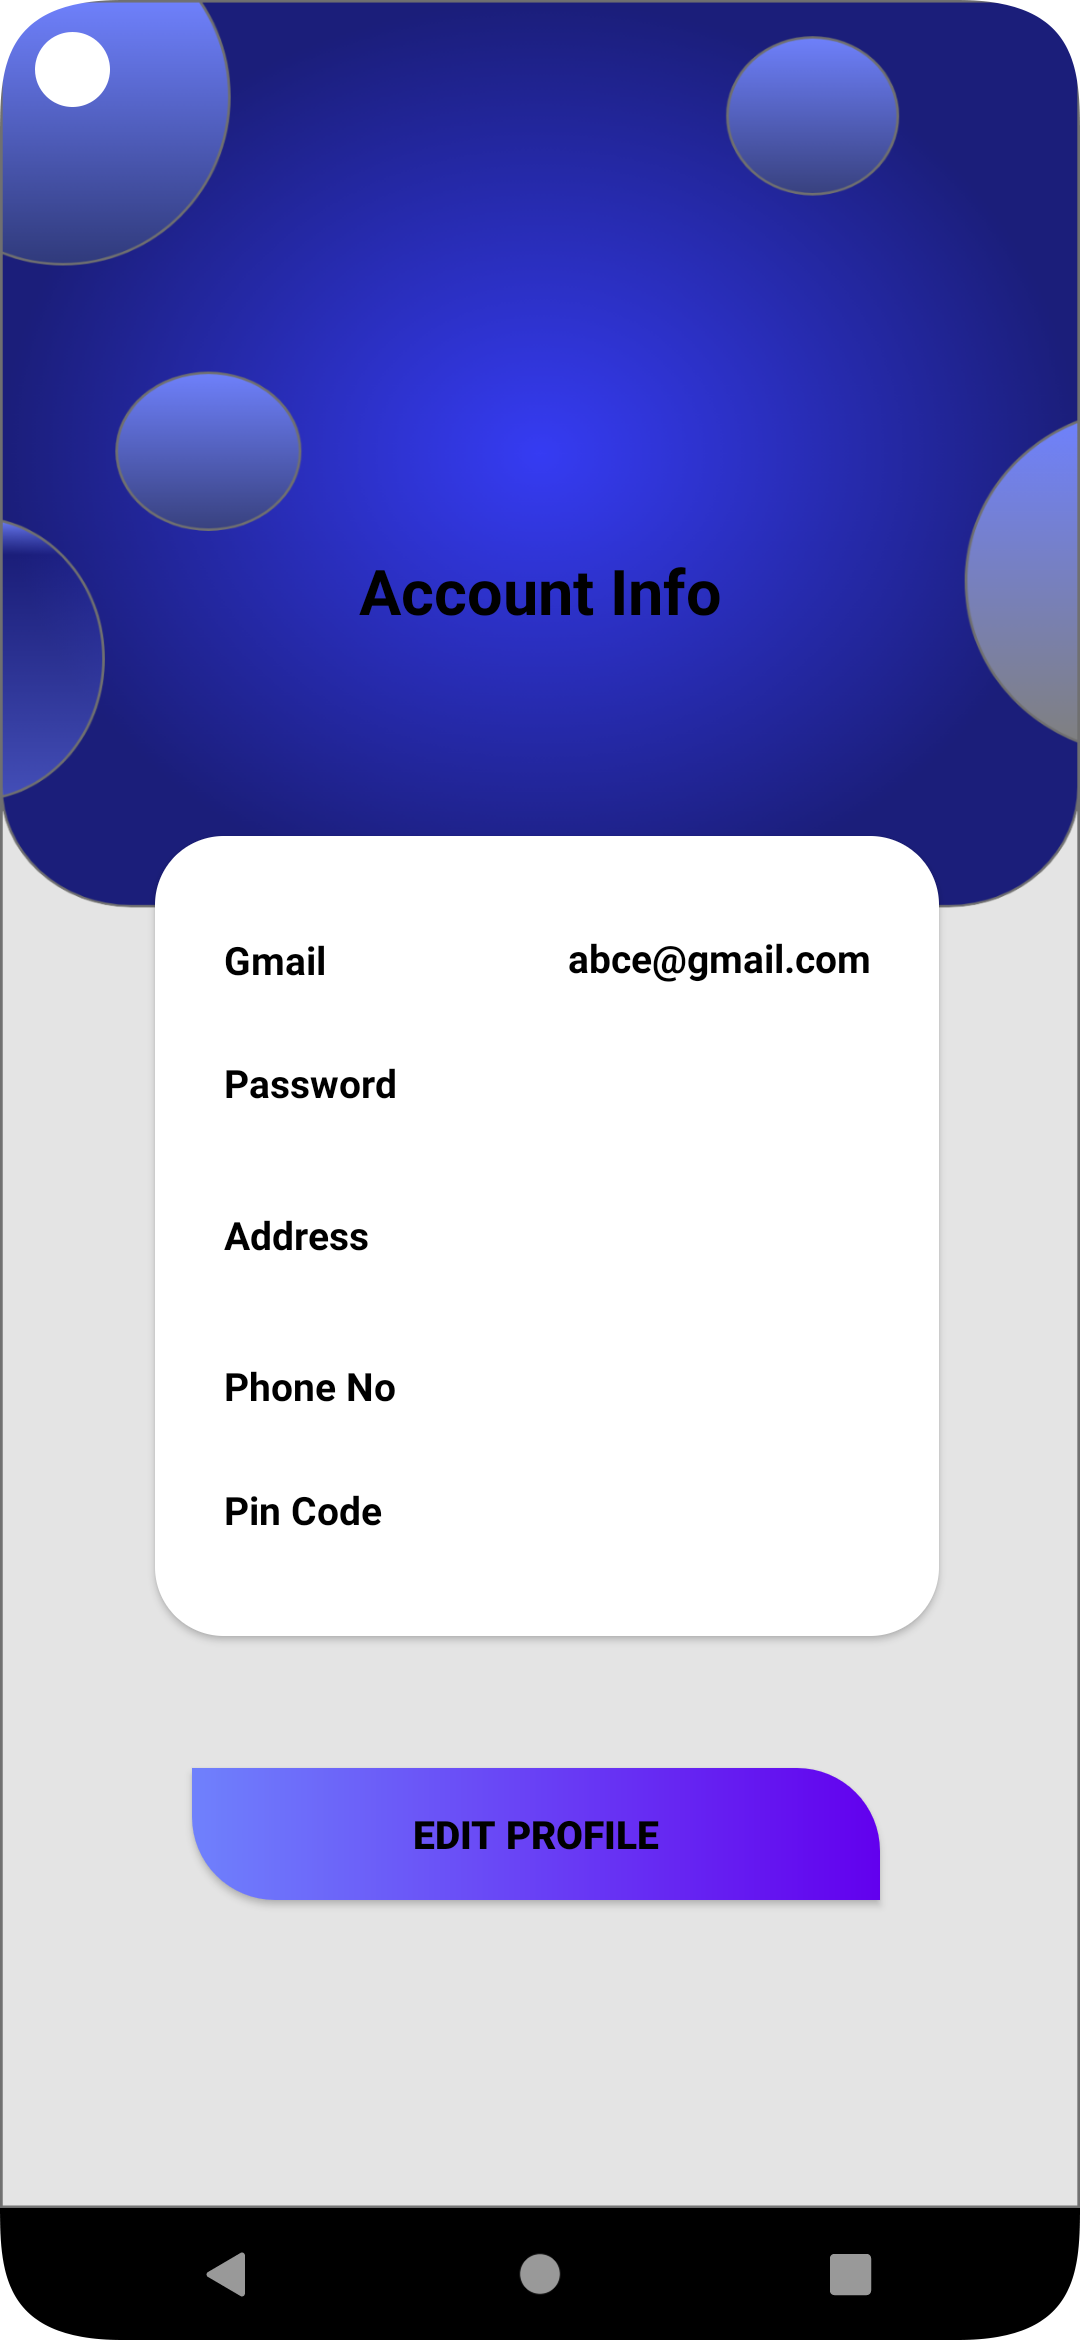 Account Info
Gmail abce@gmail.com
Password
Address
Phone No
Pin Code
EDIT PROFILE